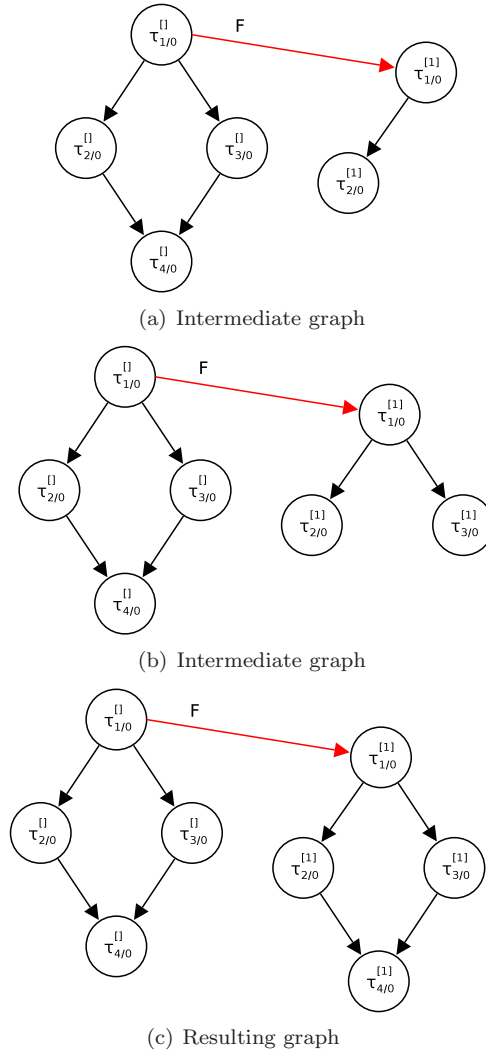 F
τ[]1/0
τ[1]1/0
τ[]2/0
τ[]3/0
τ[1]2/0
τ[]4/0
(a) Intermediate graph
F
τ[]1/0
τ[1]1/0
τ[]2/0
τ[]3/0
τ[1]2/0
τ[1]3/0
τ[]4/0
(b) Intermediate graph
F
τ[]1/0
τ[1]1/0
τ[]2/0
τ[]3/0
τ[1]2/0
τ[1]3/0
τ[]4/0
τ[1]4/0
(c) Resulting graph